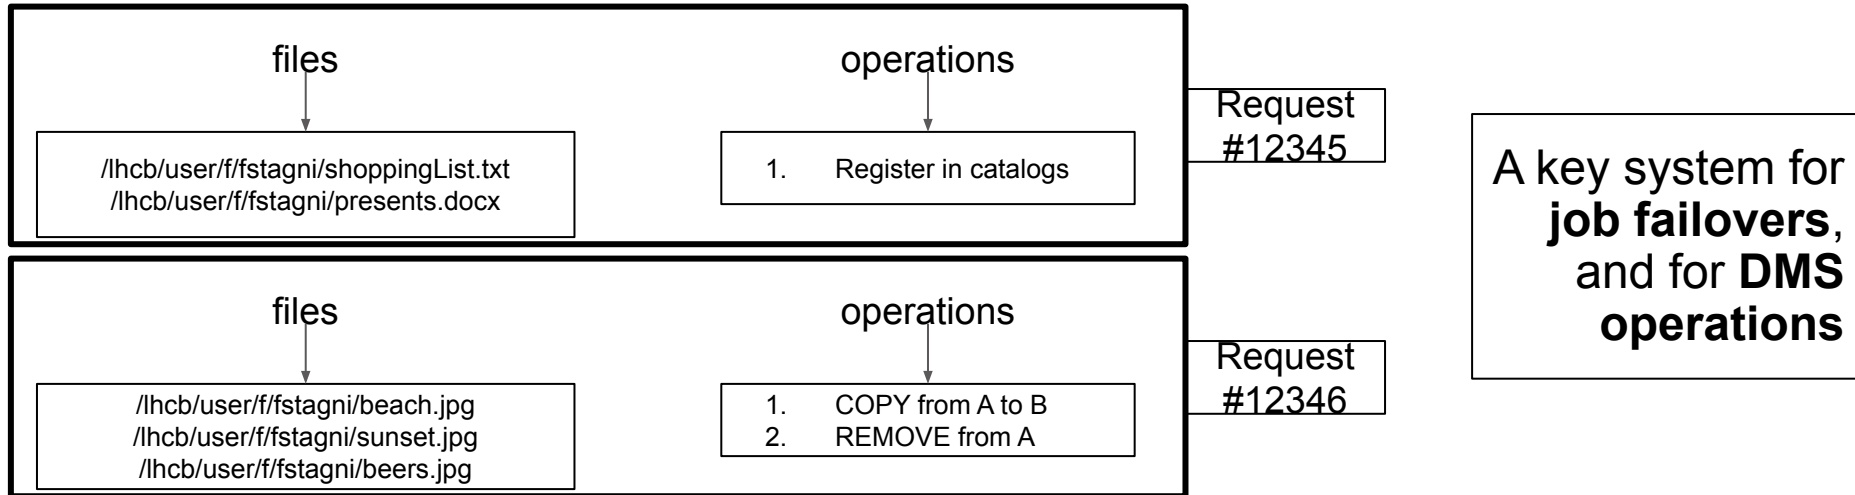 files
operations
Request
#12345
/lhcb/user/f/fstagni/shoppingList.txt
/lhcb/user/f/fstagni/presents.docx
1. Register in catalogs
files
operations
Request
#12346
/lhcb/user/f/fstagni/beach.jpg
/lhcb/user/f/fstagni/sunset.jpg
/lhcb/user/f/fstagni/beers.jpg
1. COPY from A to B
2. REMOVE from A
A key system for
job failovers,
and for DMS
operations